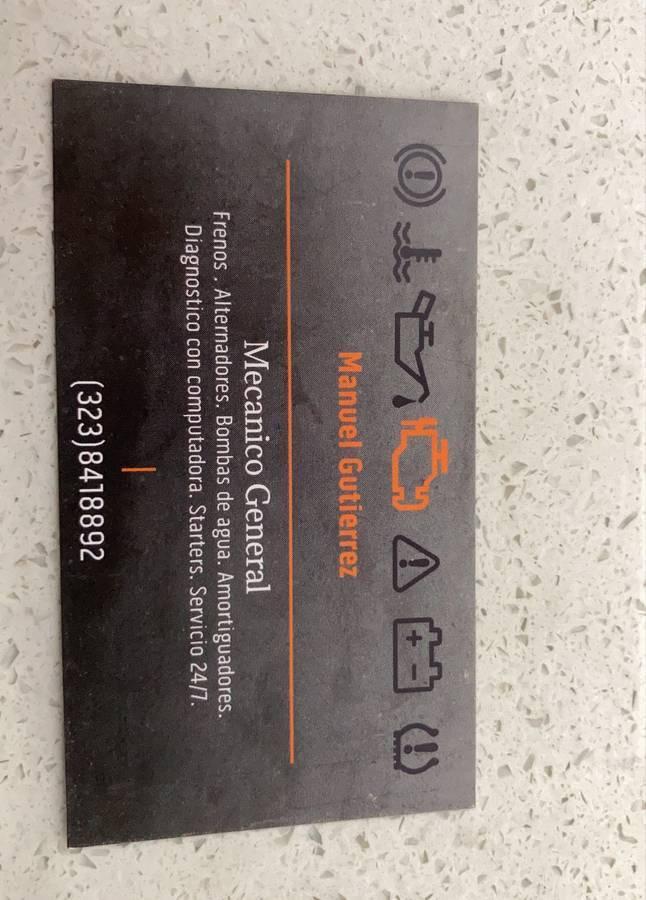 Manuel Gutierrez
Mecanico General
Frenos . Alternadores. Bombas de agua. Amortiguadores.
Diagnostico con computadora. Starters. Servicio 24/7.
(323)8418892